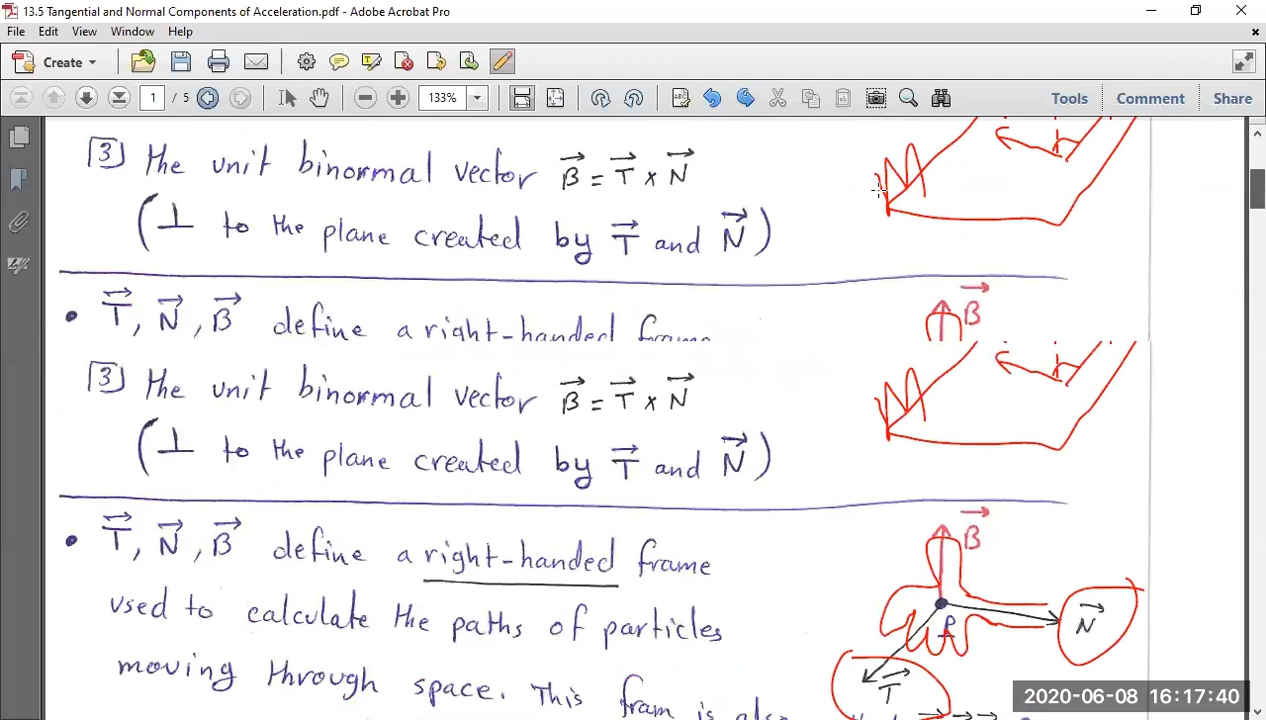 13.5 Tangential and Normal Components of Acceleration.pdf - Adobe Acrobat Pro
File Edit View Window Help
Create
1 / 5 133% Tools Comment Share
3 The unit binormal vector B⃗ = T⃗ × N⃗
(⊥ to the plane created by T⃗ and N⃗)
B⃗
• T⃗, N⃗, B⃗ define a right-handed frame
3 The unit binormal vector B⃗ = T⃗ × N⃗
(⊥ to the plane created by T⃗ and N⃗)
B⃗
• T⃗, N⃗, B⃗ define a right-handed frame
used to calculate the paths of particles
P
N⃗
moving through space. This fram is also
T⃗
2020-06-08 16:17:40